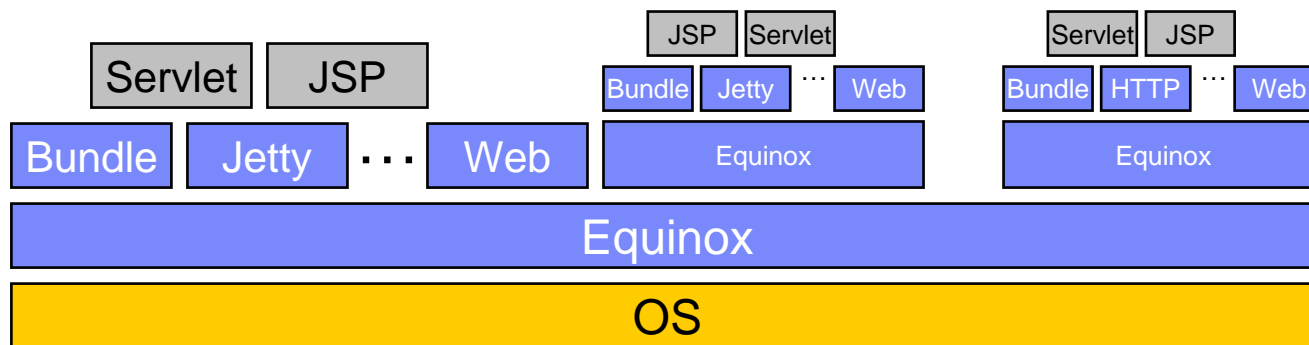 JSP Servlet
Servlet JSP
Servlet JSP
Bundle Jetty ... Web
Bundle HTTP ... Web
Bundle Jetty ... Web
Equinox
Equinox
Equinox
OS